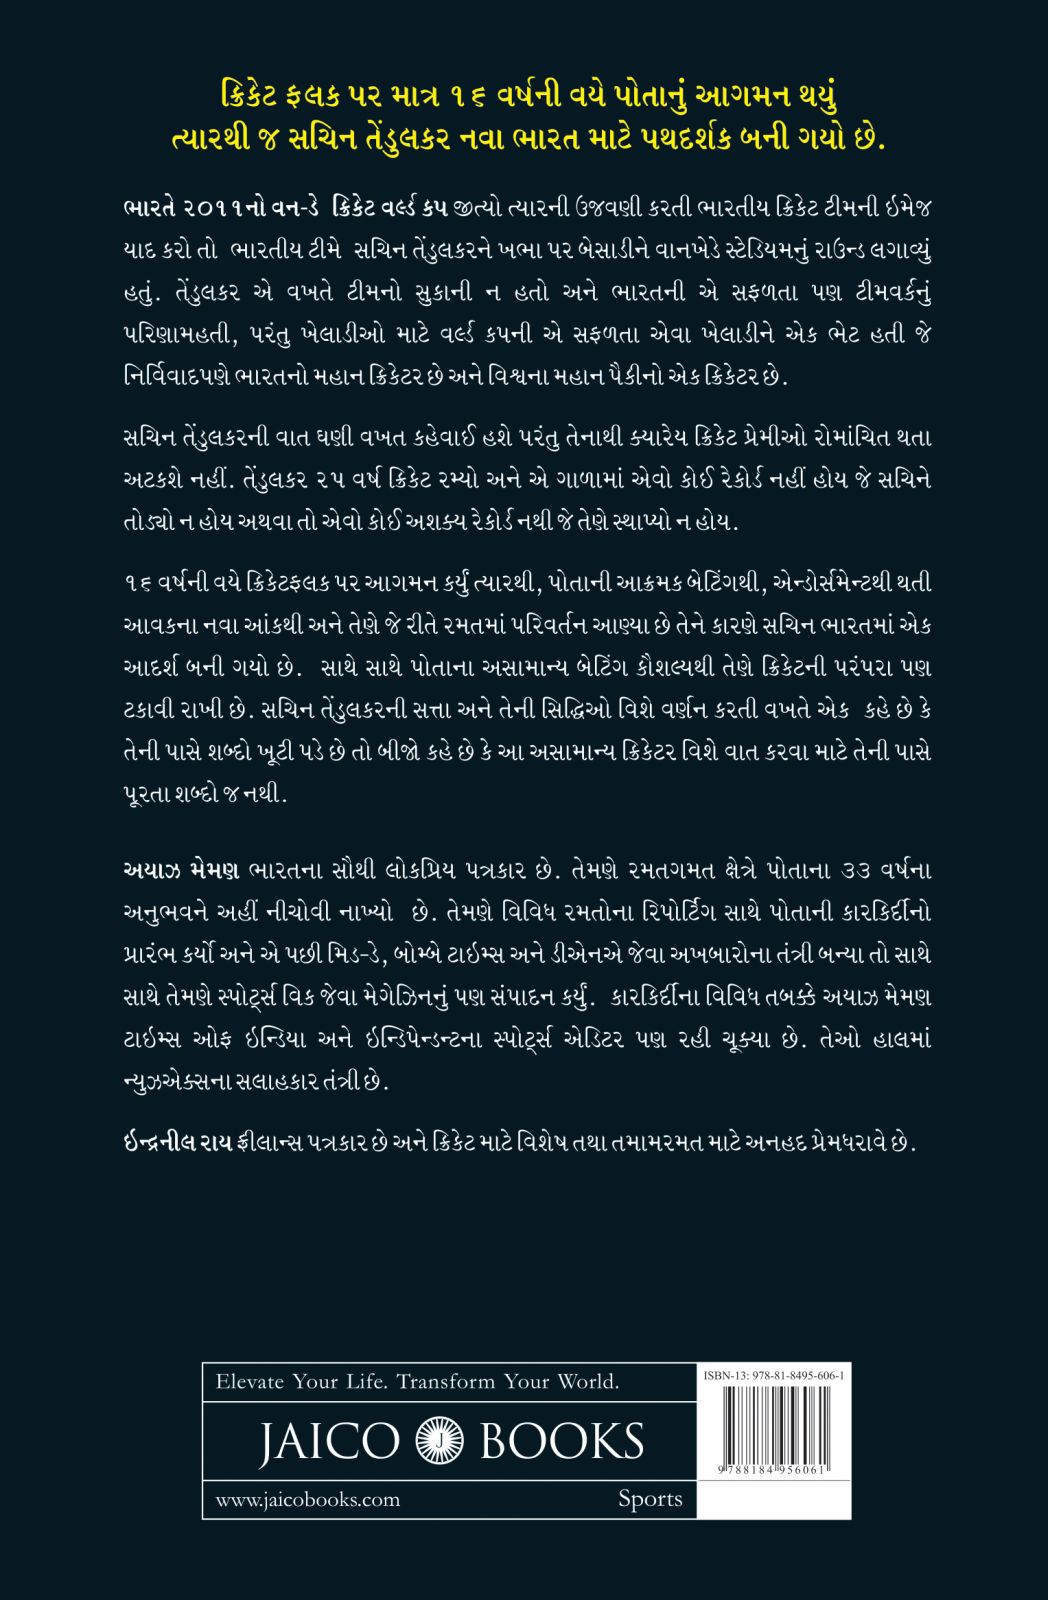 ક્રિકેટ ફલક પર માત્ર ૧૬ વર્ષની વયે પોતાનું આગમન થયું
ત્યારથી જ સચિન તેંડુલકર નવા ભારત માટે પથદર્શક બની ગયો છે.
ભારતે ૨૦૧૧નો વન-ડે ક્રિકેટ વર્લ્ડ કપ જીત્યો ત્યારની ઉજવણી કરતી ભારતીય ક્રિકેટ ટીમની ઇમેજ
યાદ કરો તો ભારતીય ટીમે સચિન તેંડુલકરને ખભા પર બેસાડીને વાનખેડે સ્ટેડિયમનું રાઉન્ડ લગાવ્યું
હતું. તેંડુલકર એ વખતે ટીમનો સુકાની ન હતો અને ભારતની એ સફળતા પણ ટીમવર્કનું
પરિણામહતી, પરંતુ ખેલાડીઓ માટે વર્લ્ડ કપની એ સફળતા એવા ખેલાડીને એક ભેટ હતી જે
નિર્વિવાદપણે ભારતનો મહાન ક્રિકેટર છે અને વિશ્વના મહાન પૈકીનો એક ક્રિકેટર છે.
સચિન તેંડુલકરની વાત ઘણી વખત કહેવાઈ હશે પરંતુ તેનાથી ક્યારેય ક્રિકેટ પ્રેમીઓ રોમાંચિત થતા
અટકશે નહીં. તેંડુલકર ૨૫ વર્ષ ક્રિકેટ રમ્યો અને એ ગાળામાં એવો કોઈ રેકોર્ડ નહીં હોય જે સચિને
તોડ્યો ન હોય અથવા તો એવો કોઈ અશક્ય રેકોર્ડ નથી જે તેણે સ્થાપ્યો ન હોય.
૧૬ વર્ષની વયે ક્રિકેટફલક પર આગમન કર્યું ત્યારથી, પોતાની આક્રમક બેટિંગથી, એન્ડોર્સમેન્ટથી થતી
આવકના નવા આંકથી અને તેણે જે રીતે રમતમાં પરિવર્તન આણ્યા છે તેને કારણે સચિન ભારતમાં એક
આદર્શ બની ગયો છે. સાથે સાથે પોતાના અસામાન્ય બેટિંગ કૌશલ્યથી તેણે ક્રિકેટની પરંપરા પણ
ટકાવી રાખી છે. સચિન તેંડુલકરની સત્તા અને તેની સિદ્ધિઓ વિશે વર્ણન કરતી વખતે એક કહે છે કે
તેની પાસે શબ્દો ખૂટી પડે છે તો બીજો કહે છે કે આ અસામાન્ય ક્રિકેટર વિશે વાત કરવા માટે તેની પાસે
પૂરતા શબ્દો જ નથી.
અયાઝ મેમણ ભારતના સૌથી લોકપ્રિય પત્રકાર છે. તેમણે રમતગમત ક્ષેત્રે પોતાના ૩૩ વર્ષના
અનુભવને અહીં નીચોવી નાખ્યો છે. તેમણે વિવિધ રમતોના રિપોર્ટિંગ સાથે પોતાની કારકિર્દીનો
પ્રારંભ કર્યો અને એ પછી મિડ-ડે, બોમ્બે ટાઇમ્સ અને ડીએનએ જેવા અખબારોના તંત્રી બન્યા તો સાથે
સાથે તેમણે સ્પોર્ટ્સ વિક જેવા મેગેઝિનનું પણ સંપાદન કર્યું. કારકિર્દીના વિવિધ તબક્કે અયાઝ મેમણ
ટાઇમ્સ ઓફ ઇન્ડિયા અને ઇન્ડિપેન્ડન્ટના સ્પોર્ટ્સ એડિટર પણ રહી ચૂક્યા છે. તેઓ હાલમાં
ન્યુઝએક્સના સલાહકાર તંત્રી છે.
ઇન્દ્રનીલ રાય ફ્રીલાન્સ પત્રકાર છે અને ક્રિકેટ માટે વિશેષ તથા તમામરમત માટે અનહદ પ્રેમધરાવે છે.
Elevate Your Life. Transform Your World.
JAICO J BOOKS
www.jaicobooks.com Sports
ISBN-13: 978-81-8495-606-1
9 788184 956061